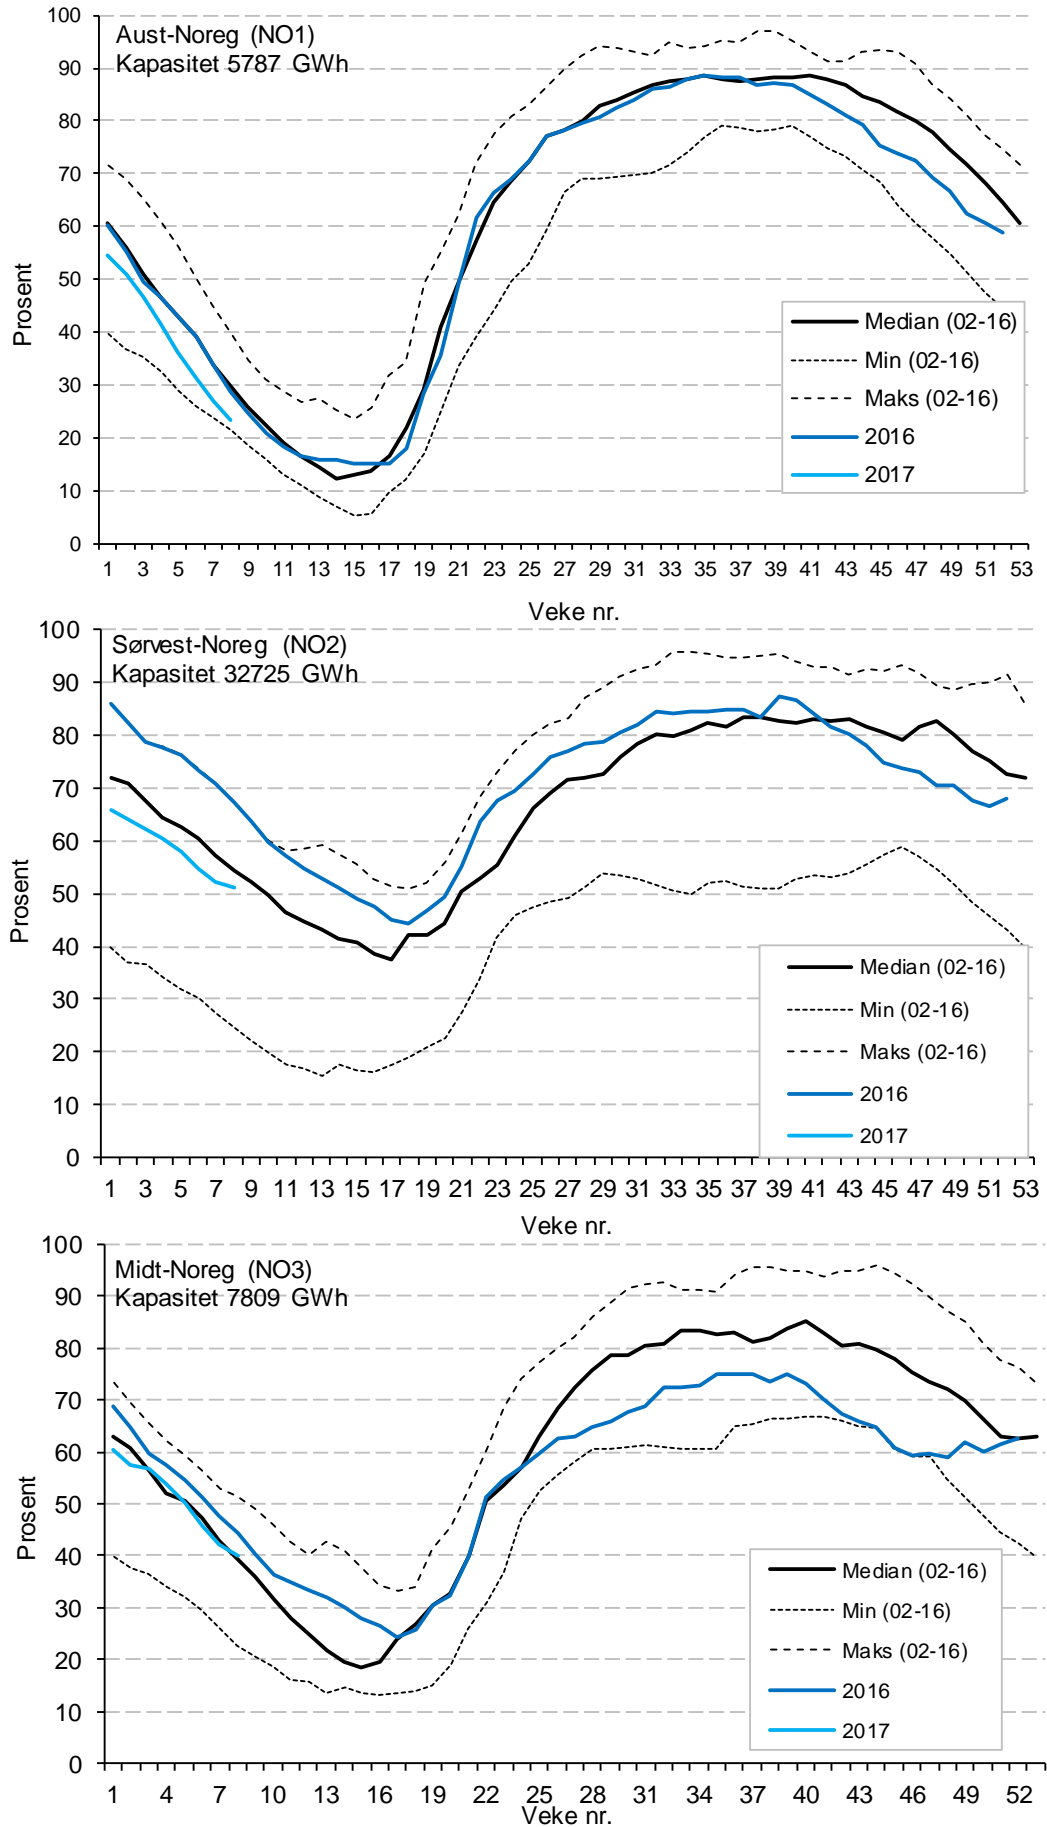 Aust-Noreg (NO1)
Kapasitet 5787 GWh
Prosent
100
90
80
70
60
50
40
30
20
10
0
1 3 5 7 9 11 13 15 17 19 21 23 25 27 29 31 33 35 37 39 41 43 45 47 49 51 53
Veke nr.
Median (02-16)
Min (02-16)
Maks (02-16)
2016
2017
Sørvest-Noreg (NO2)
Kapasitet 32725 GWh
Prosent
100
90
80
70
60
50
40
30
20
10
0
1 3 5 7 9 11 13 15 17 19 21 23 25 27 29 31 33 35 37 39 41 43 45 47 49 51 53
Veke nr.
Median (02-16)
Min (02-16)
Maks (02-16)
2016
2017
Midt-Noreg (NO3)
Kapasitet 7809 GWh
Prosent
100
90
80
70
60
50
40
30
20
10
0
1 4 7 10 13 16 19 22 25 28 31 34 37 40 43 46 49 52
Veke nr.
Median (02-16)
Min (02-16)
Maks (02-16)
2016
2017